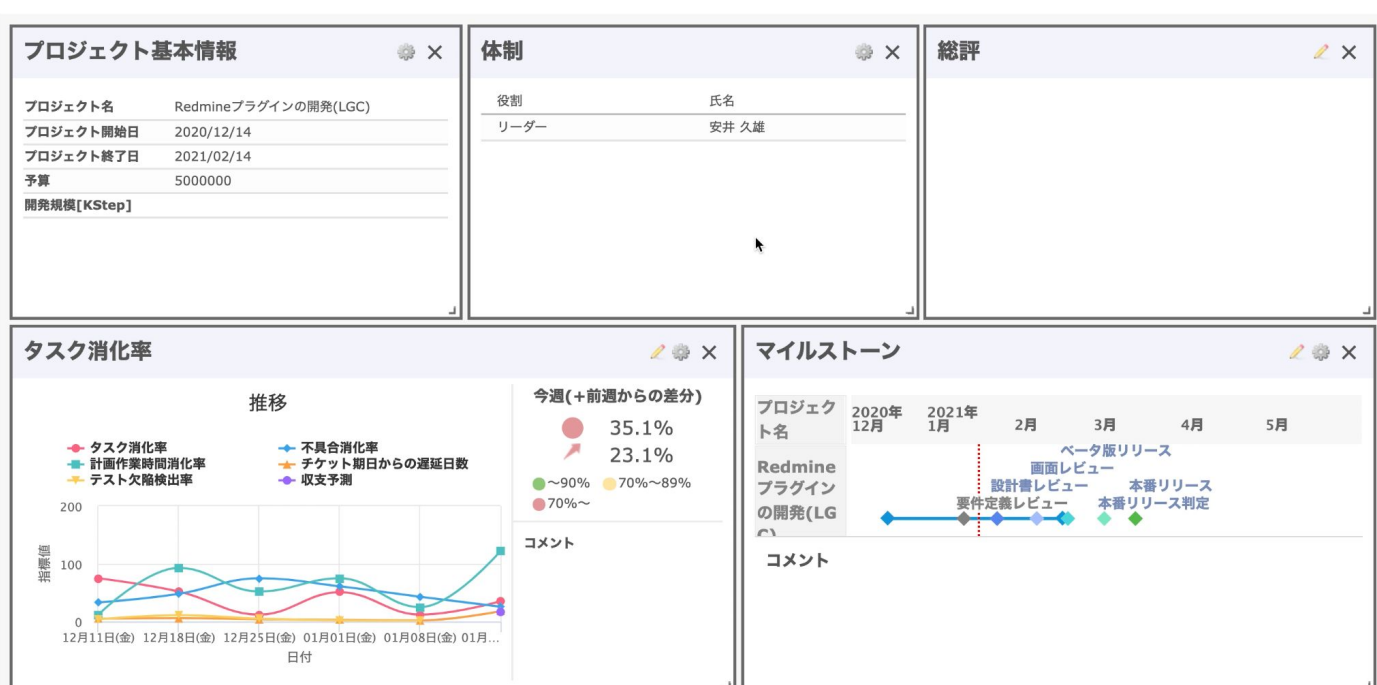 プロジェクト基本情報
プロジェクト名 Redmineプラグインの開発(LGC)
プロジェクト開始日 2020/12/14
プロジェクト終了日 2021/02/14
予算 5000000
開発規模[KStep]
体制
役割 氏名
リーダー 安井 久雄
総評
タスク消化率
推移
タスク消化率 不具合消化率
計画作業時間消化率 チケット期日からの遅延日数
テスト欠陥検出率 収支予測
200
100
0
指標値
12月11日(金) 12月18日(金) 12月25日(金) 01月01日(金) 01月08日(金) 01月...
日付
今週(+前週からの差分)
35.1%
23.1%
～90% 70%～89%
70%～
コメント
マイルストーン
プロジェク
ト名
2020年 2021年
12月 1月 2月 3月 4月 5月
Redmine
プラグイン
の開発(LG
C)
ベータ版リリース
画面レビュー
設計書レビュー 本番リリース
要件定義レビュー 本番リリース判定
コメント